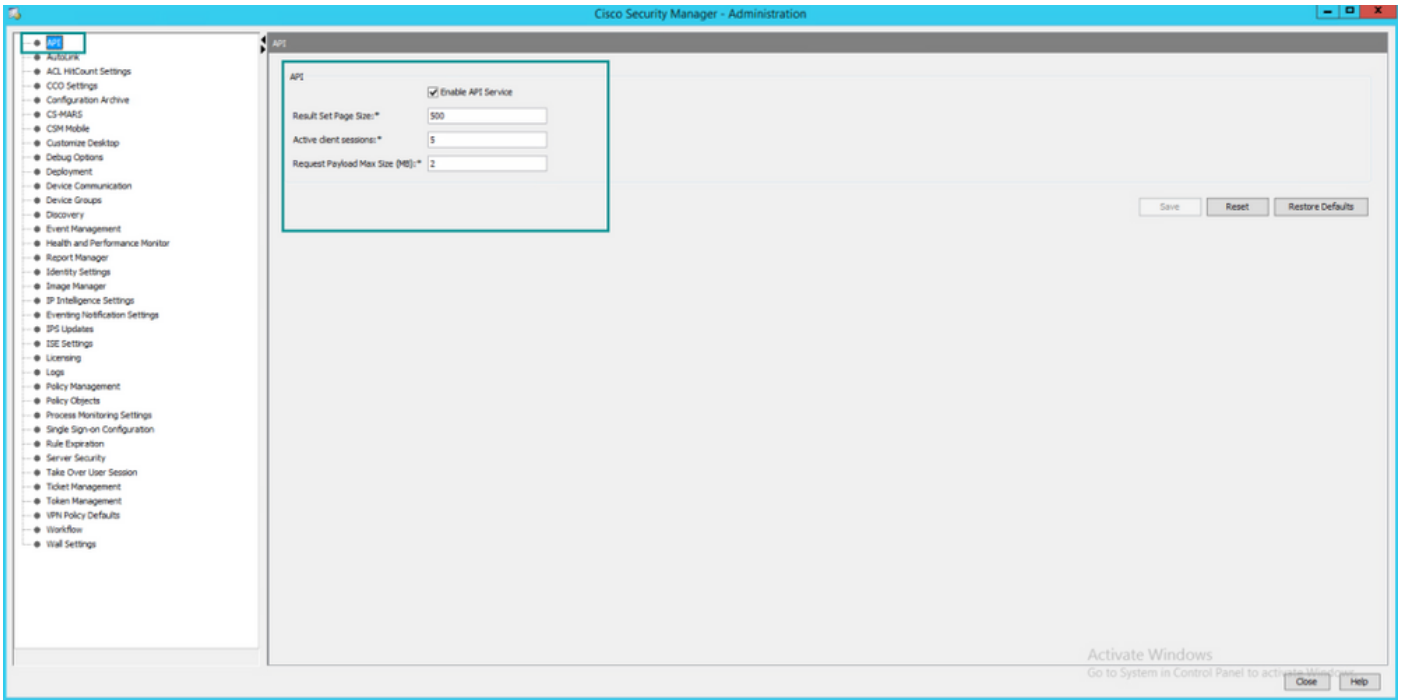 Cisco Security Manager - Administration
API
AutoLink
ACL HitCount Settings
CCO Settings
Configuration Archive
CS-MARS
CSM Mobile
Customize Desktop
Debug Options
Deployment
Device Communication
Device Groups
Discovery
Event Management
Health and Performance Monitor
Report Manager
Identity Settings
Image Manager
IP Intelligence Settings
Eventing Notification Settings
IPS Updates
ISE Settings
Licensing
Logs
Policy Management
Policy Objects
Process Monitoring Settings
Single Sign-on Configuration
Rule Expiration
Server Security
Take Over User Session
Ticket Management
Token Management
VPN Policy Defaults
Workflow
Wall Settings
API
API
Enable API Service
Result Set Page Size:* 500
Active client sessions:* 5
Request Payload Max Size (MB):* 2
Save Reset Restore Defaults
Activate Windows
Go to System in Control Panel to activate Windows.
Close Help